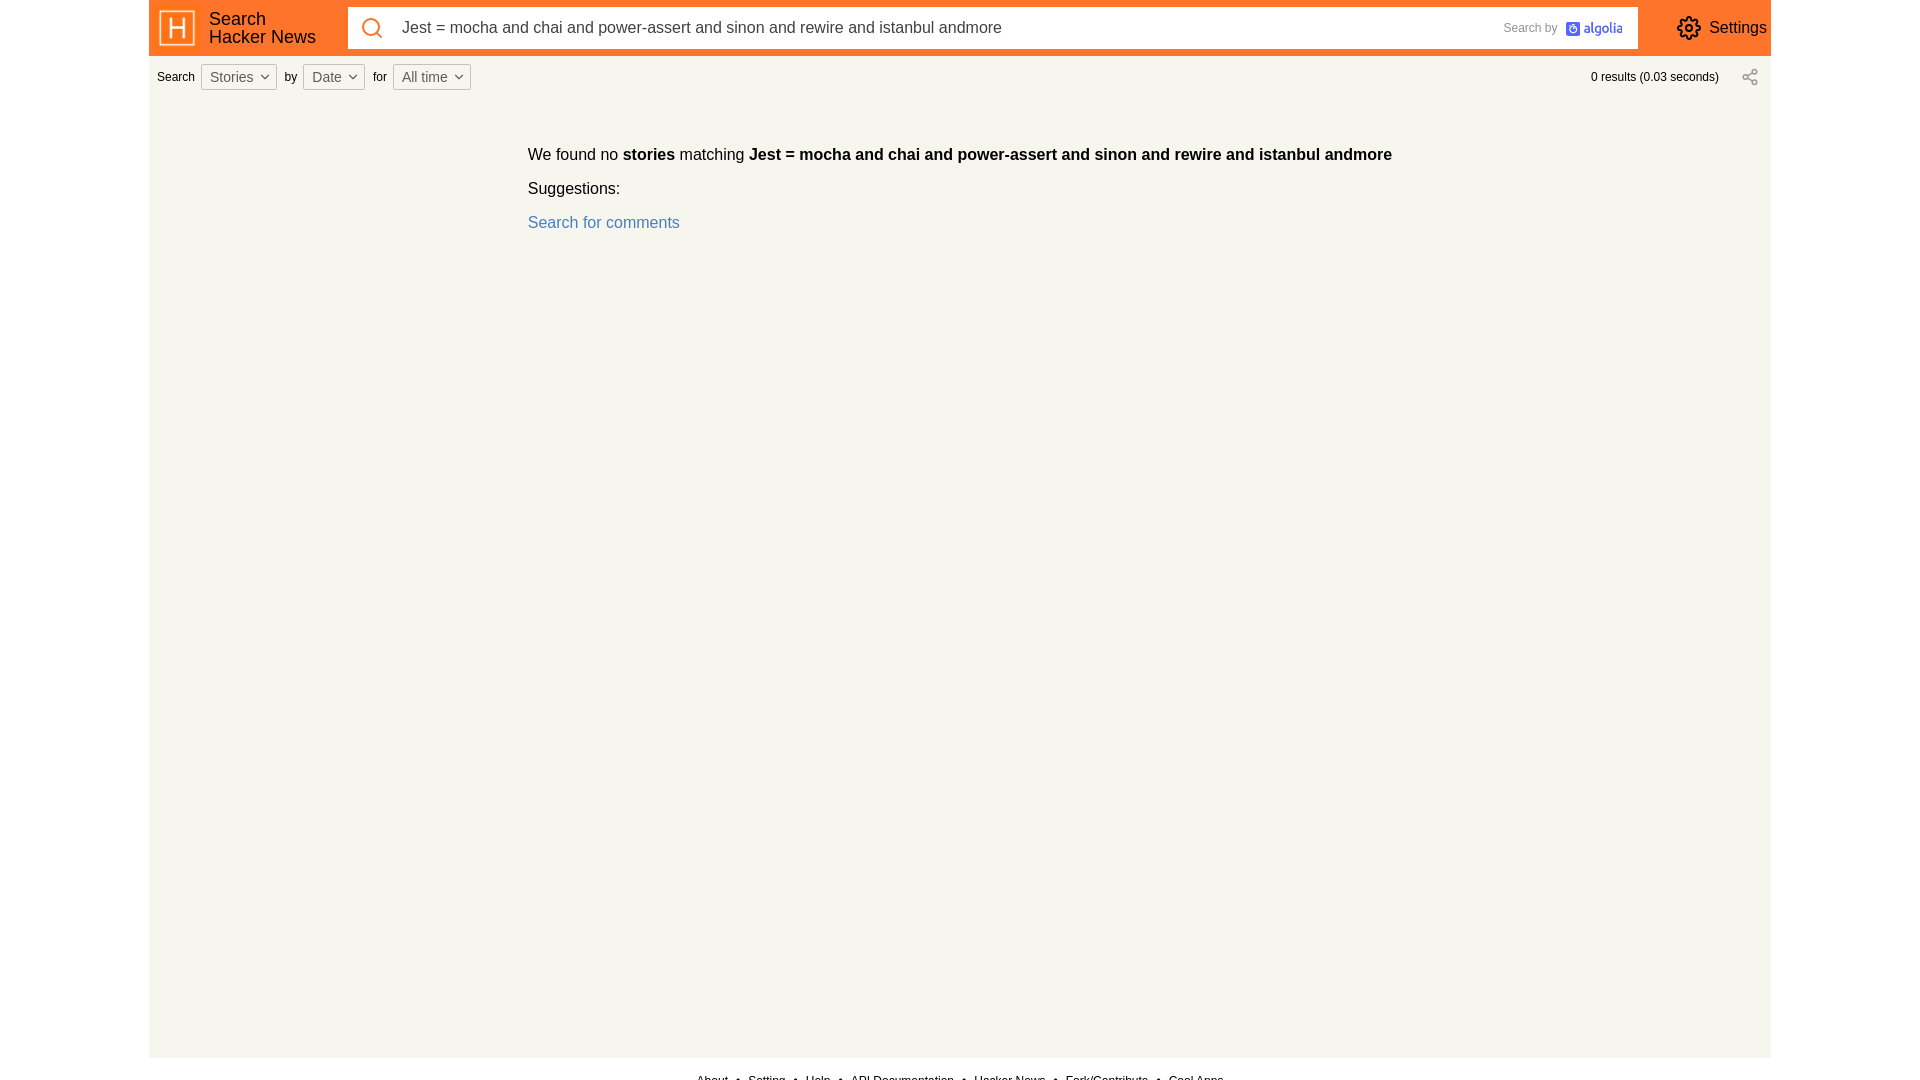 Search
Hacker News
Jest = mocha and chai and power-assert and sinon and rewire and istanbul andmore
Search by algolia
Settings
Search Stories by Date for All time
0 results (0.03 seconds)
We found no stories matching Jest = mocha and chai and power-assert and sinon and rewire and istanbul andmore
Suggestions:
Search for comments
About • Setting • Help • API Documentation • Hacker News • Fork/Contribute • Cool Apps